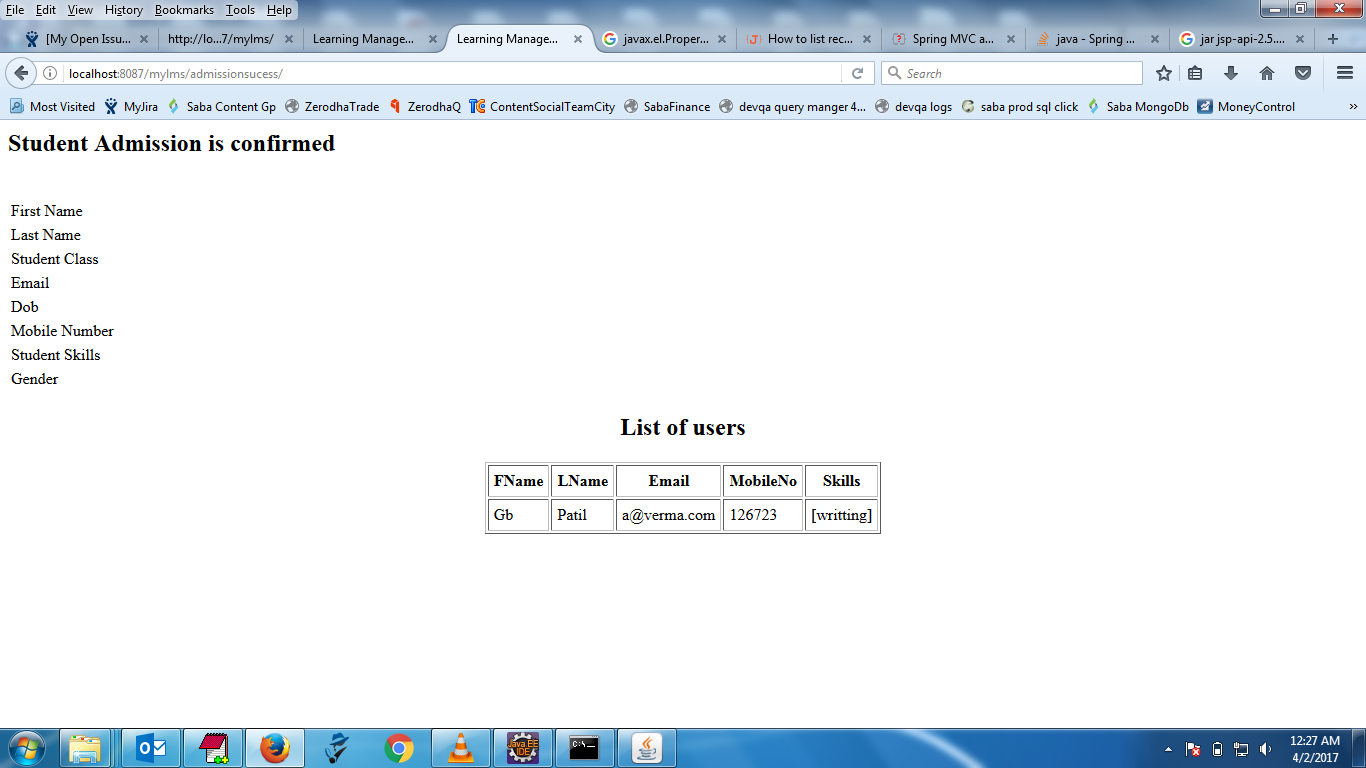 File Edit View History Bookmarks Tools Help
[My Open Issu... http://lo...7/mylms/ Learning Manage... Learning Manage... javax.el.Proper... How to list rec... Spring MVC a... java - Spring ... jar jsp-api-2.5....
localhost:8087/mylms/admissionsucess/ Search
Most Visited MyJira Saba Content Gp ZerodhaTrade ZerodhaQ ContentSocialTeamCity SabaFinance devqa query manger 4... devqa logs saba prod sql click Saba MongoDb MoneyControl »
Student Admission is confirmed
First Name
Last Name
Student Class
Email
Dob
Mobile Number
Student Skills
Gender
List of users
FName LName Email MobileNo Skills
Gb Patil a@verma.com 126723 [writting]
Java EE
IDE
C:\_
12:27 AM
4/2/2017